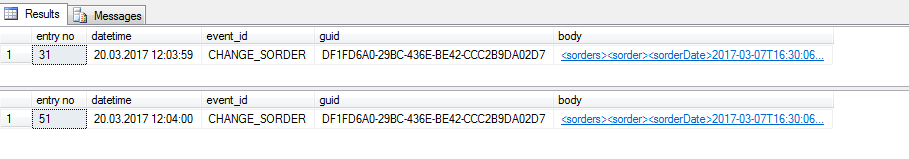 Results Messages
entry no datetime event_id guid body
1 31 20.03.2017 12:03:59 CHANGE_SORDER DF1FD6A0-29BC-436E-BE42-CCC2B9DA02D7 <sorders><sorder><sorderDate>2017-03-07T16:30:06...
entry no datetime event_id guid body
1 51 20.03.2017 12:04:00 CHANGE_SORDER DF1FD6A0-29BC-436E-BE42-CCC2B9DA02D7 <sorders><sorder><sorderDate>2017-03-07T16:30:06...